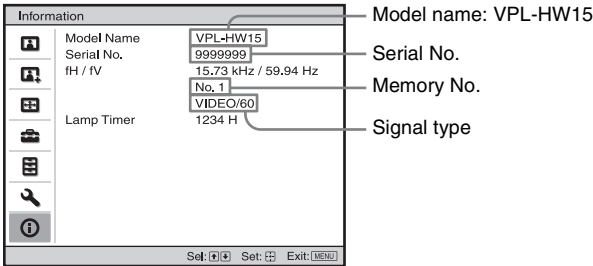 Information
Model Name VPL-HW15
Serial No. 9999999
fH / fV 15.73 kHz / 59.94 Hz
No. 1
VIDEO/60
Lamp Timer 1234 H
Sel: Set: Exit: MENU
Model name: VPL-HW15
Serial No.
Memory No.
Signal type